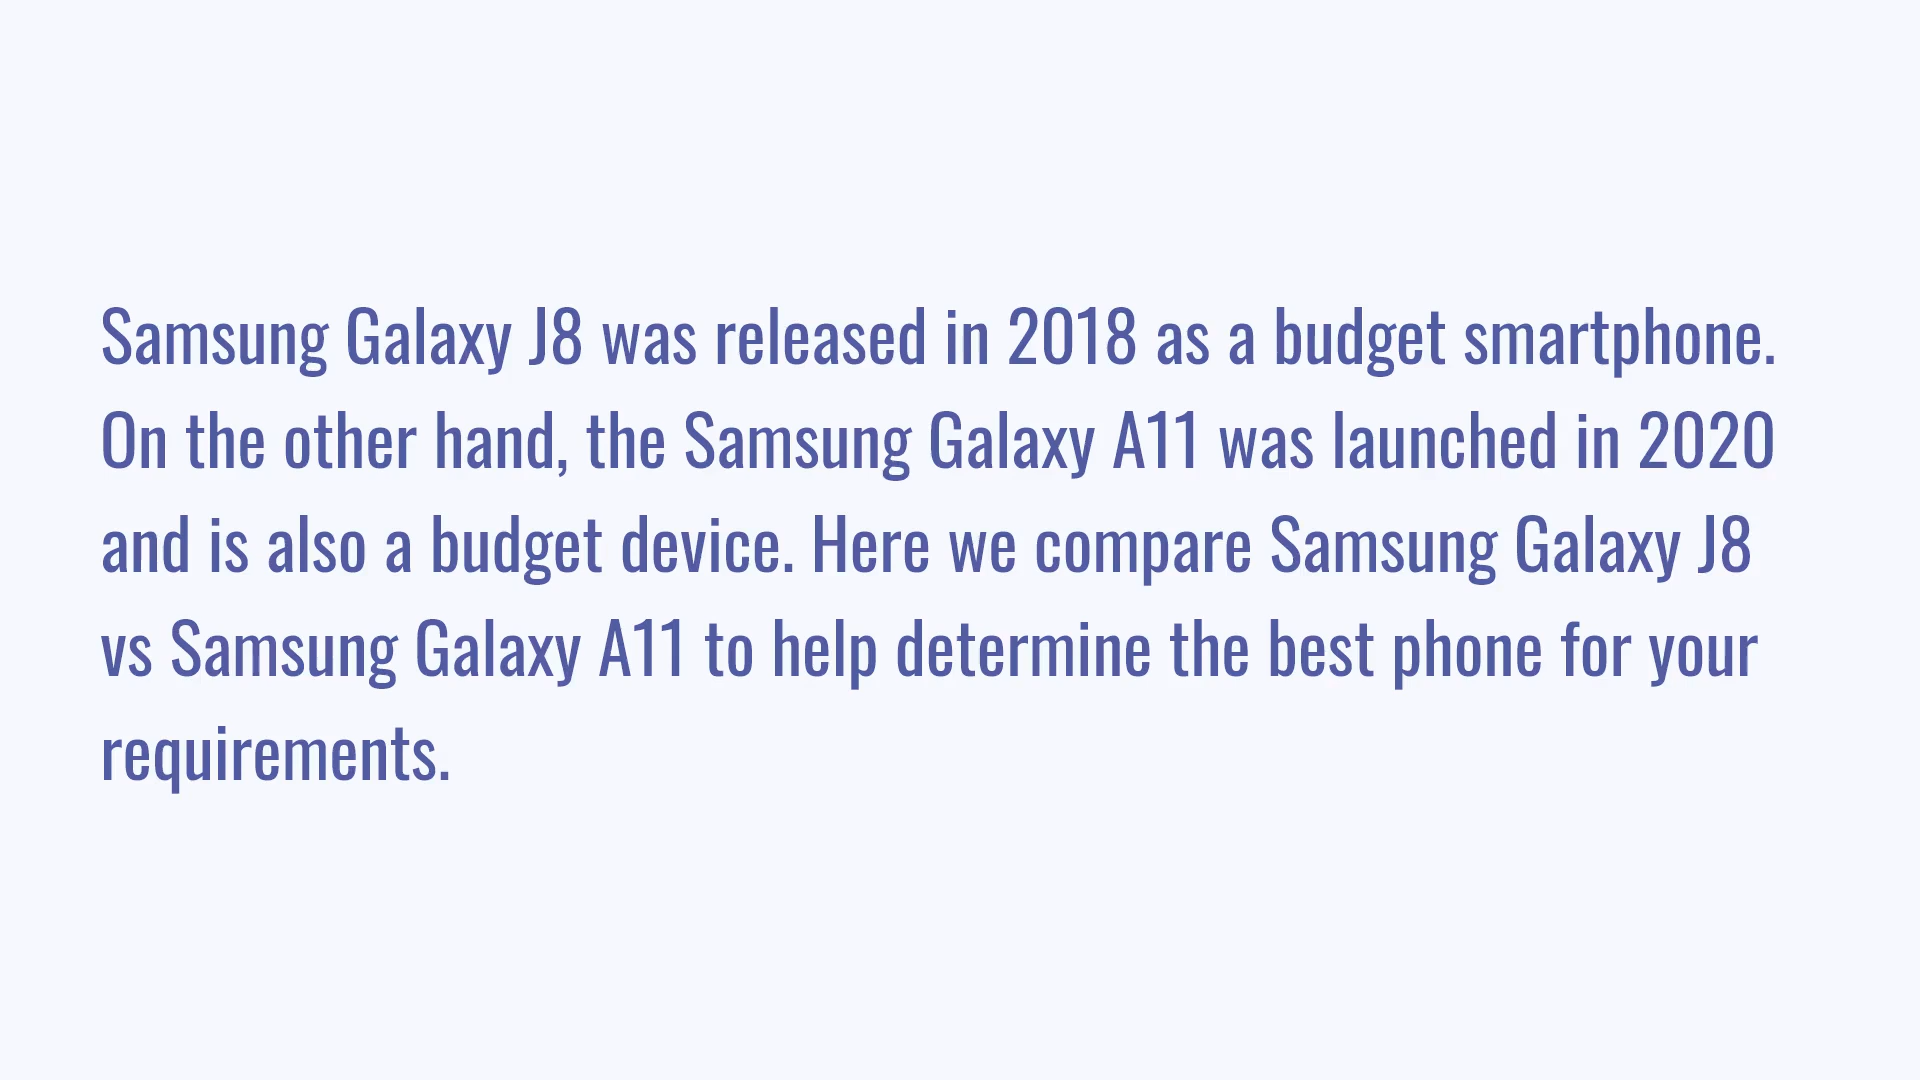 Samsung Galaxy J8 was released in 2018 as a budget smartphone.
On the other hand, the Samsung Galaxy A11 was launched in 2020
and is also a budget device. Here we compare Samsung Galaxy J8
vs Samsung Galaxy A11 to help determine the best phone for your
requirements.